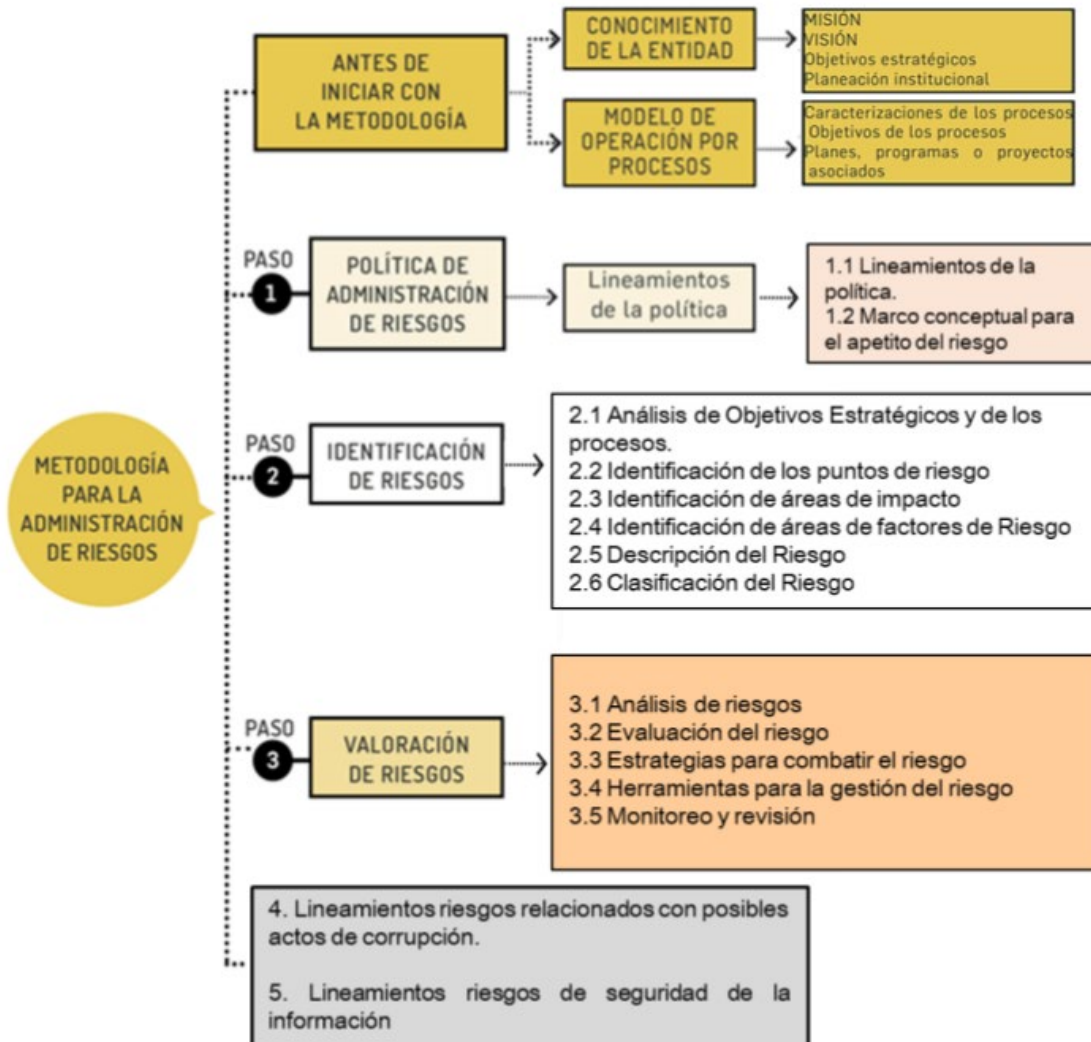 METODOLOGÍA
PARA LA
ADMINISTRACIÓN
DE RIESGOS
ANTES DE
INICIAR CON
LA METODOLOGÍA
CONOCIMIENTO
DE LA ENTIDAD
MISIÓN
VISIÓN
Objetivos estratégicos
Planeación institucional
MODELO DE
OPERACIÓN POR
PROCESOS
Caracterizaciones de los procesos
Objetivos de los procesos
Planes, programas o proyectos
asociados
PASO
1
POLÍTICA DE
ADMINISTRACIÓN
DE RIESGOS
Lineamientos
de la política
1.1 Lineamientos de la
política.
1.2 Marco conceptual para
el apetito del riesgo
PASO
2
IDENTIFICACIÓN
DE RIESGOS
2.1 Análisis de Objetivos Estratégicos y de los
procesos.
2.2 Identificación de los puntos de riesgo
2.3 Identificación de áreas de impacto
2.4 Identificación de áreas de factores de Riesgo
2.5 Descripción del Riesgo
2.6 Clasificación del Riesgo
PASO
3
VALORACIÓN
DE RIESGOS
3.1 Análisis de riesgos
3.2 Evaluación del riesgo
3.3 Estrategias para combatir el riesgo
3.4 Herramientas para la gestión del riesgo
3.5 Monitoreo y revisión
4. Lineamientos riesgos relacionados con posibles
actos de corrupción.
5. Lineamientos riesgos de seguridad de la
información